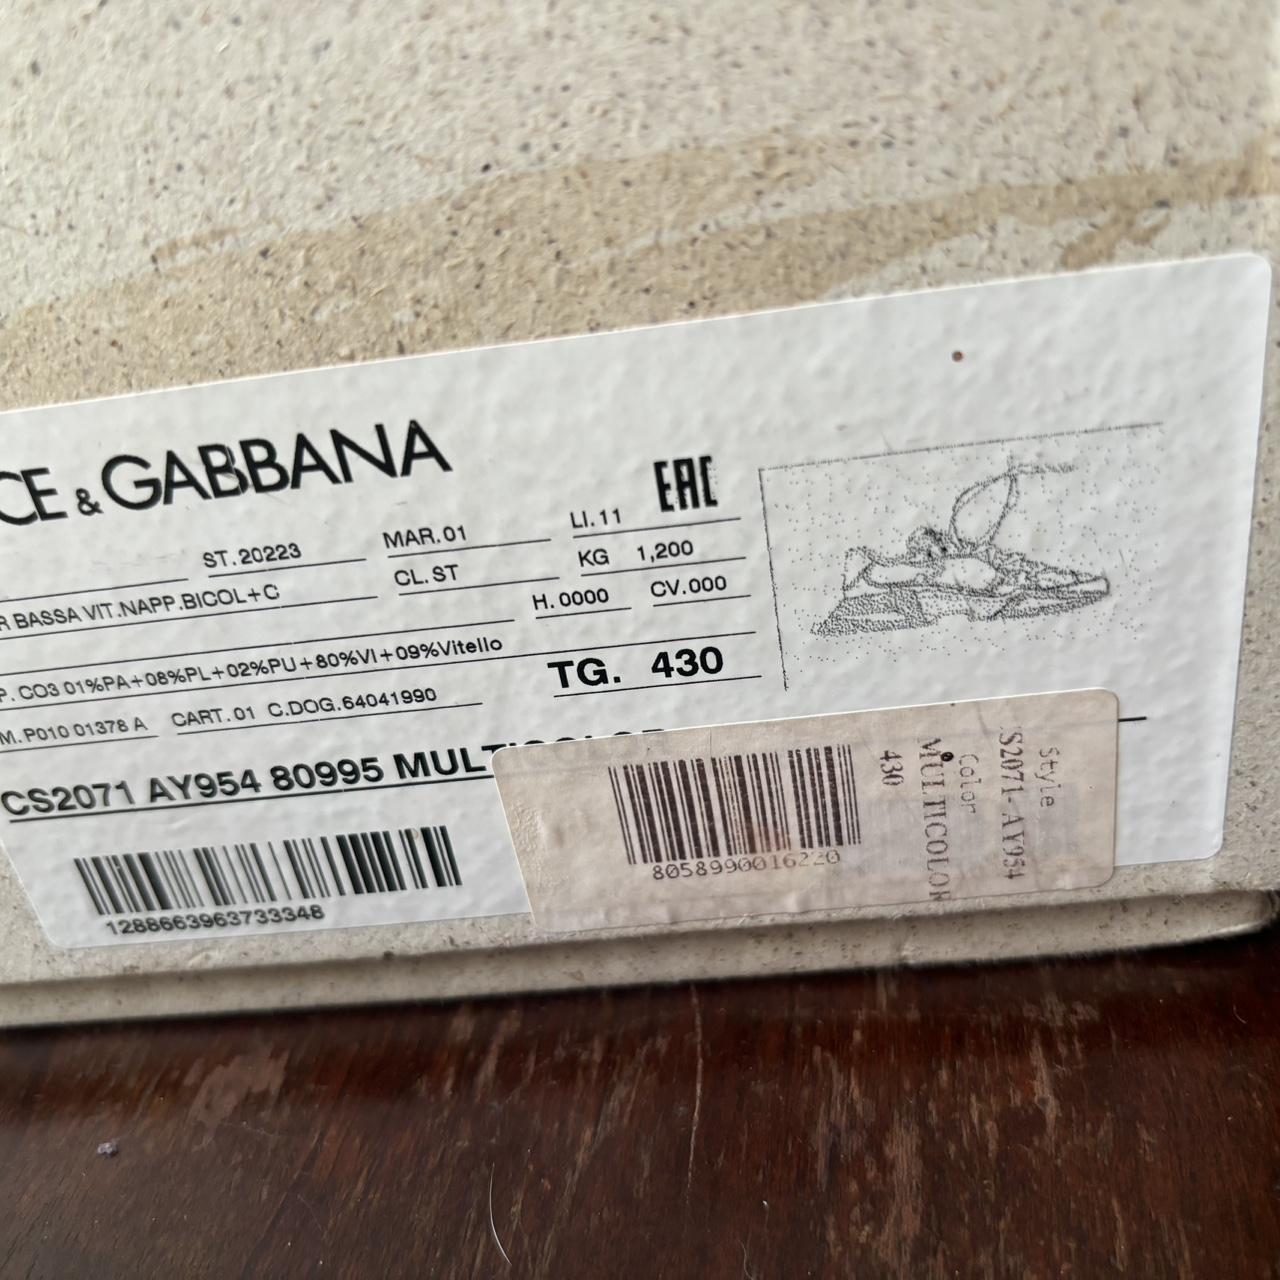 CE & GABBANA
EAC
ST.20223 MAR.01 LI.11
R BASSA VIT.NAPP.BICOL+C CL.ST KG 1,200
H.0000 CV.000
P. CO3 01%PA+08%PL+02%PU+80%VI+09%Vitello
M.P010 01378 A CART.01 C.DOG.64041990 TG. 430
CS2071 AY954 80995 MULTICOLOR
1288663963733348
8058990016220
Style
S2071-AY954
Color
MULTICOLOR
430